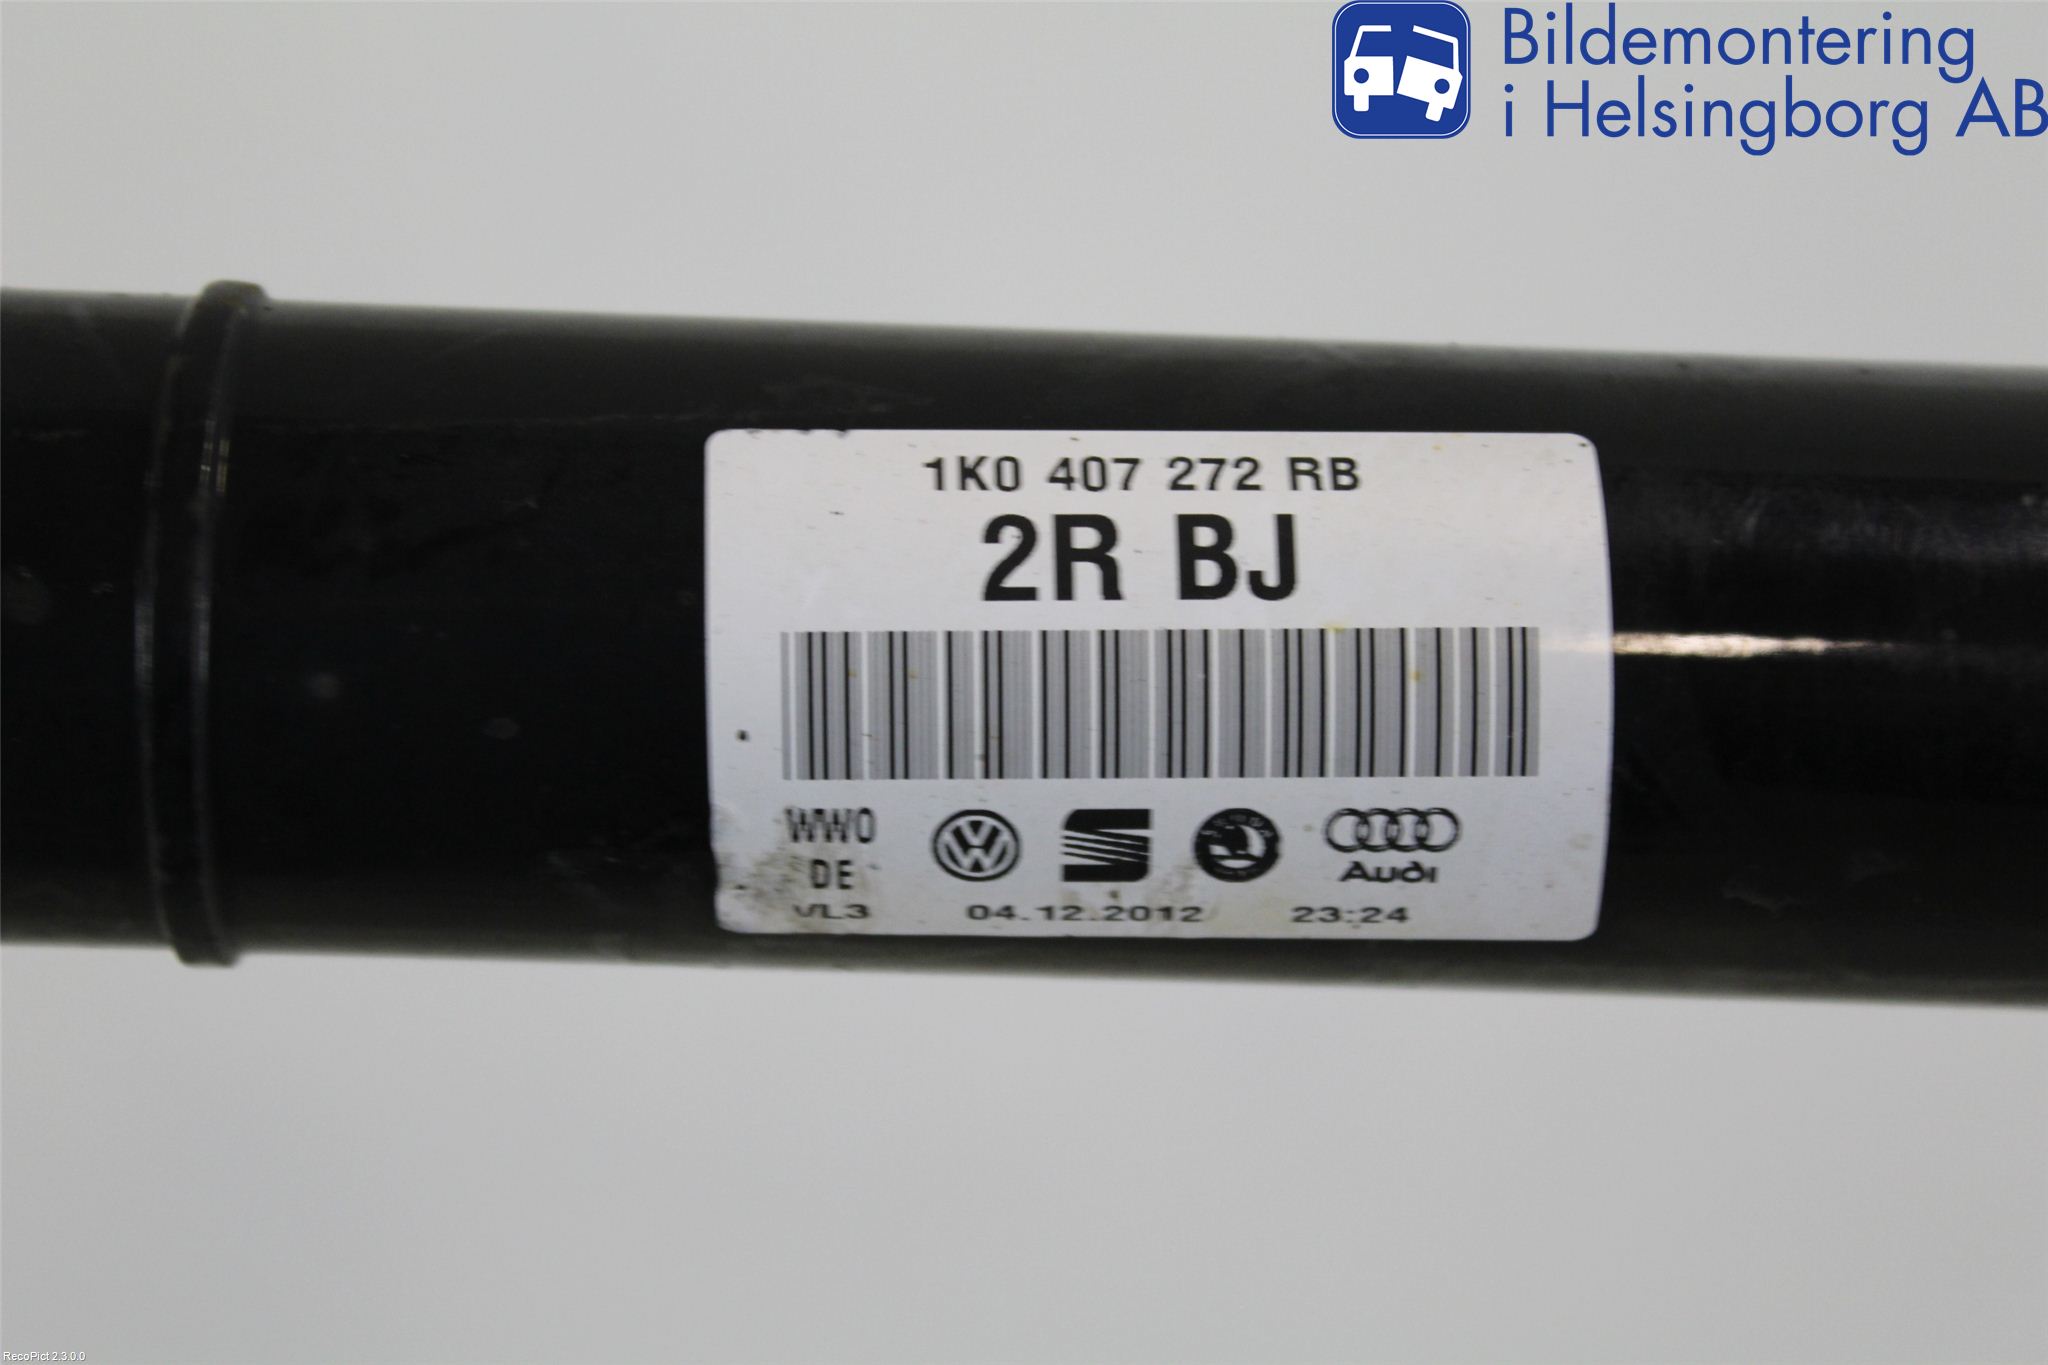 Bildemontering
i Helsingborg AB
1K0 407 272 RB
2R BJ
WWO
DE
Audi
VL3 04.12.2012 23:24
RecoPict 2.3.0.0